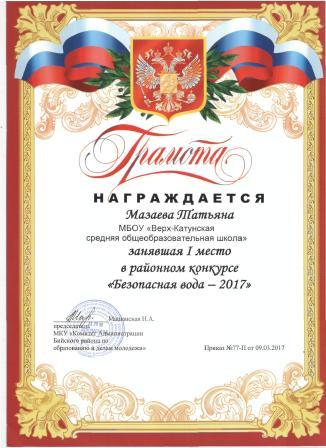 Грамота
НАГРАЖДАЕТСЯ
Мазаева Татьяна
МБОУ «Верх-Катунская
средняя общеобразовательная школа»
занявшая I место
в районном конкурсе
«Безопасная вода – 2017»
Машанская Н.А.
председатель
МКУ «Комитет Администрации
Бийского района по
образованию и делам молодежи»
Приказ №77-П от 09.03.2017